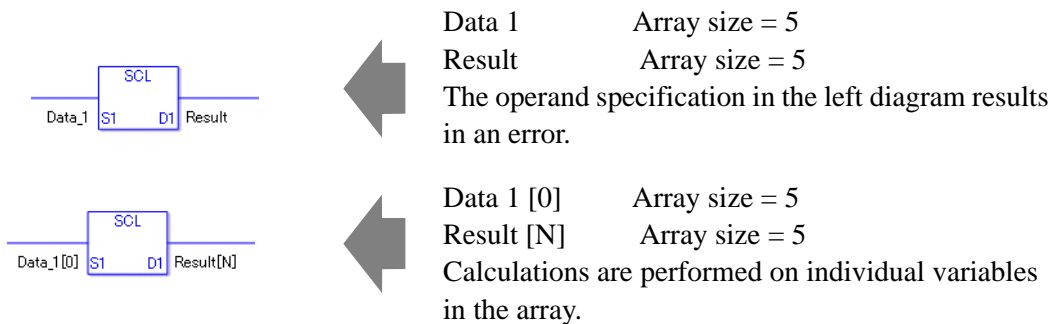 Data 1 Array size = 5
Result Array size = 5
The operand specification in the left diagram results
in an error.
SCL
Data_1 S1 D1 Result
Data 1 [0] Array size = 5
Result [N] Array size = 5
Calculations are performed on individual variables
in the array.
SCL
Data_1[0] S1 D1 Result[N]